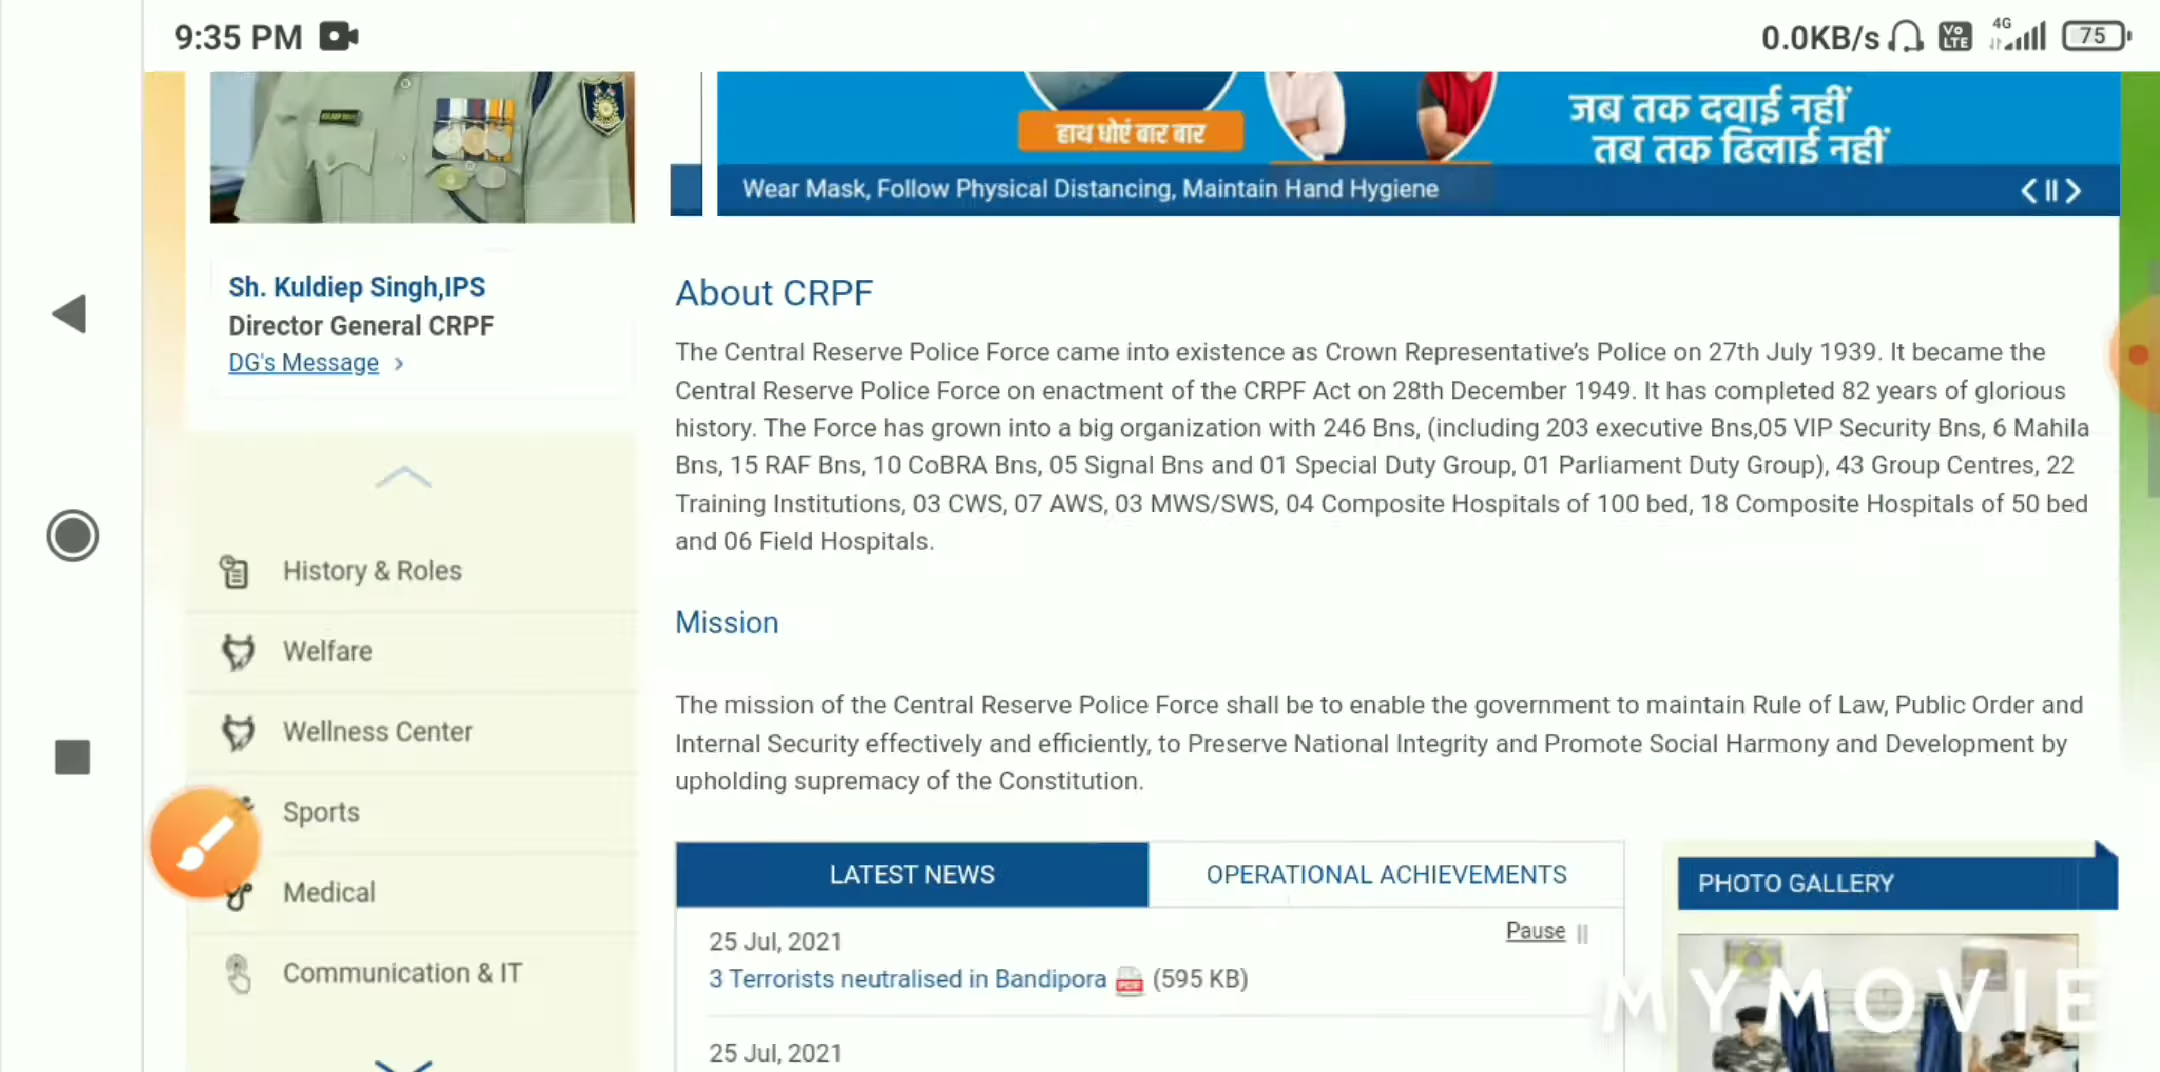 9:35 PM
0.0KB/s
Vo LTE
4G
75
हाथ धोएं बार बार
जब तक दवाई नहीं
तब तक ढिलाई नहीं
Wear Mask, Follow Physical Distancing, Maintain Hand Hygiene
Sh. Kuldiep Singh,IPS
Director General CRPF
DG's Message
History & Roles
Welfare
Wellness Center
Sports
Medical
Communication & IT
About CRPF
The Central Reserve Police Force came into existence as Crown Representative's Police on 27th July 1939. It became the
Central Reserve Police Force on enactment of the CRPF Act on 28th December 1949. It has completed 82 years of glorious
history. The Force has grown into a big organization with 246 Bns, (including 203 executive Bns,05 VIP Security Bns, 6 Mahila
Bns, 15 RAF Bns, 10 CoBRA Bns, 05 Signal Bns and 01 Special Duty Group, 01 Parliament Duty Group), 43 Group Centres, 22
Training Institutions, 03 CWS, 07 AWS, 03 MWS/SWS, 04 Composite Hospitals of 100 bed, 18 Composite Hospitals of 50 bed
and 06 Field Hospitals.
Mission
The mission of the Central Reserve Police Force shall be to enable the government to maintain Rule of Law, Public Order and
Internal Security effectively and efficiently, to Preserve National Integrity and Promote Social Harmony and Development by
upholding supremacy of the Constitution.
LATEST NEWS
OPERATIONAL ACHIEVEMENTS
Pause
25 Jul, 2021
3 Terrorists neutralised in Bandipora PDF (595 KB)
25 Jul, 2021
PHOTO GALLERY
MYMOVIE